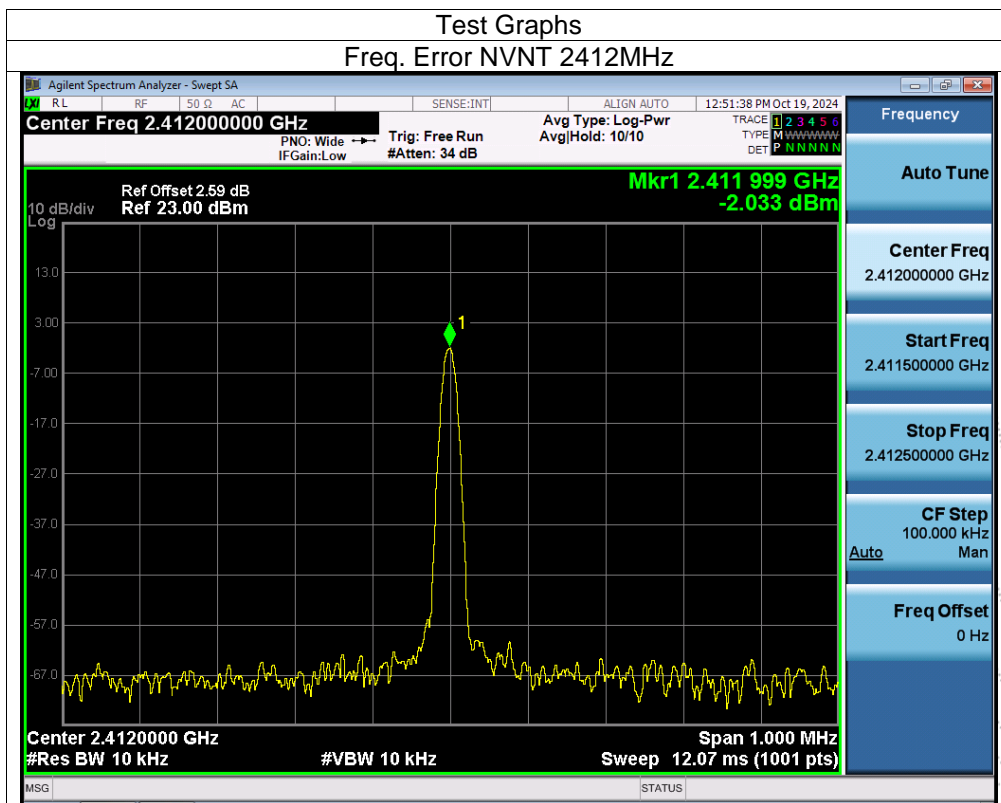 Test Graphs
Freq. Error NVNT 2412MHz
Agilent Spectrum Analyzer - Swept SA
LXI RL RF 50 Ω AC SENSE:INT ALIGN AUTO 12:51:38 PM Oct 19, 2024
Center Freq 2.412000000 GHz
PNO: Wide
IFGain:Low
Trig: Free Run
#Atten: 34 dB
Avg Type: Log-Pwr
Avg|Hold: 10/10
TRACE 1 2 3 4 5 6
TYPE M WWWWW
DET P NNNNN
Frequency
Auto Tune
Center Freq
2.412000000 GHz
Start Freq
2.411500000 GHz
Stop Freq
2.412500000 GHz
CF Step
100.000 kHz
Auto Man
Freq Offset
0 Hz
Mkr1 2.411 999 GHz
-2.033 dBm
Ref Offset 2.59 dB
10 dB/div Ref 23.00 dBm
Log
13.0
1
3.00
-7.00
-17.0
-27.0
-37.0
-47.0
-57.0
-67.0
Center 2.4120000 GHz Span 1.000 MHz
#Res BW 10 kHz #VBW 10 kHz Sweep 12.07 ms (1001 pts)
MSG STATUS